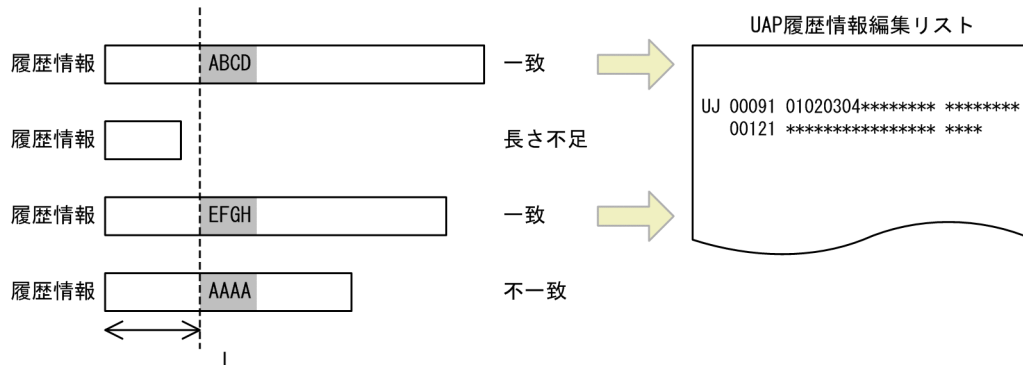 UAP履歴情報編集リスト
履歴情報 ABCD 一致
UJ 00091 01020304******** ********
00121 **************** ****
履歴情報 長さ不足
履歴情報 EFGH 一致
履歴情報 AAAA 不一致